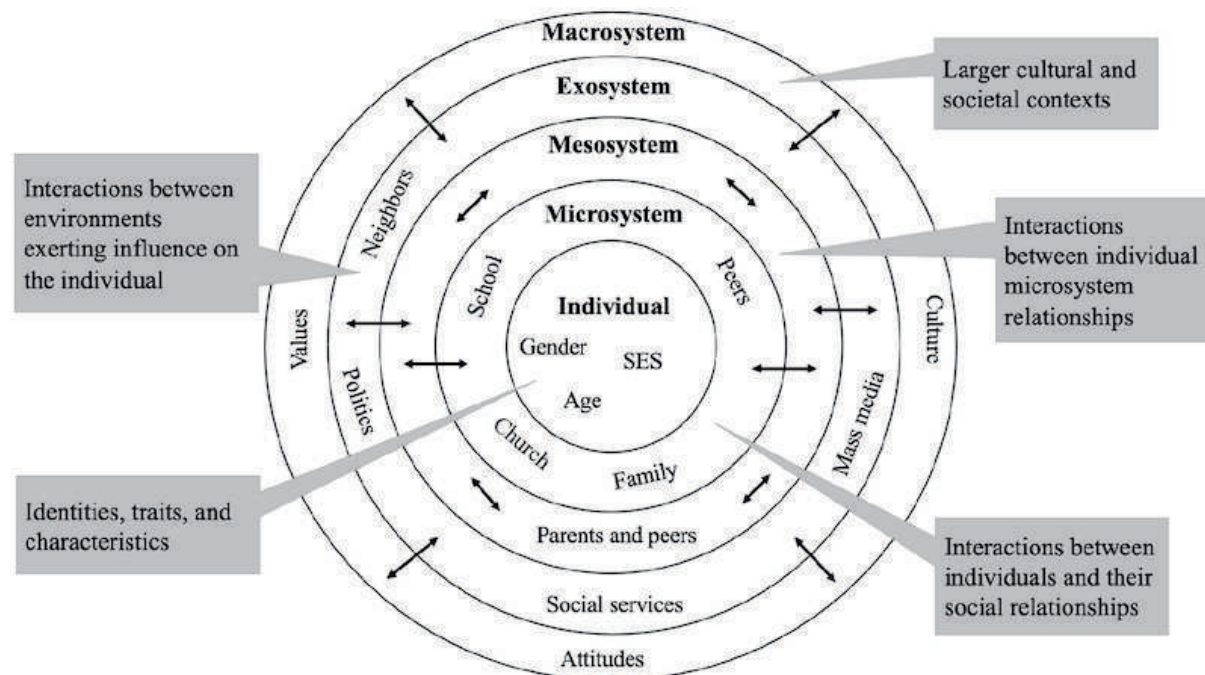 Macrosystem
Exosystem
Mesosystem
Microsystem
Individual
Gender
SES
Age
School
Peers
Church
Family
Neighbors
Parents and peers
Politics
Mass media
Social services
Values
Culture
Attitudes
Larger cultural and
societal contexts
Interactions between
environments
exerting influence on
the individual
Interactions
between individual
microsystem
relationships
Identities, traits, and
characteristics
Interactions between
individuals and their
social relationships